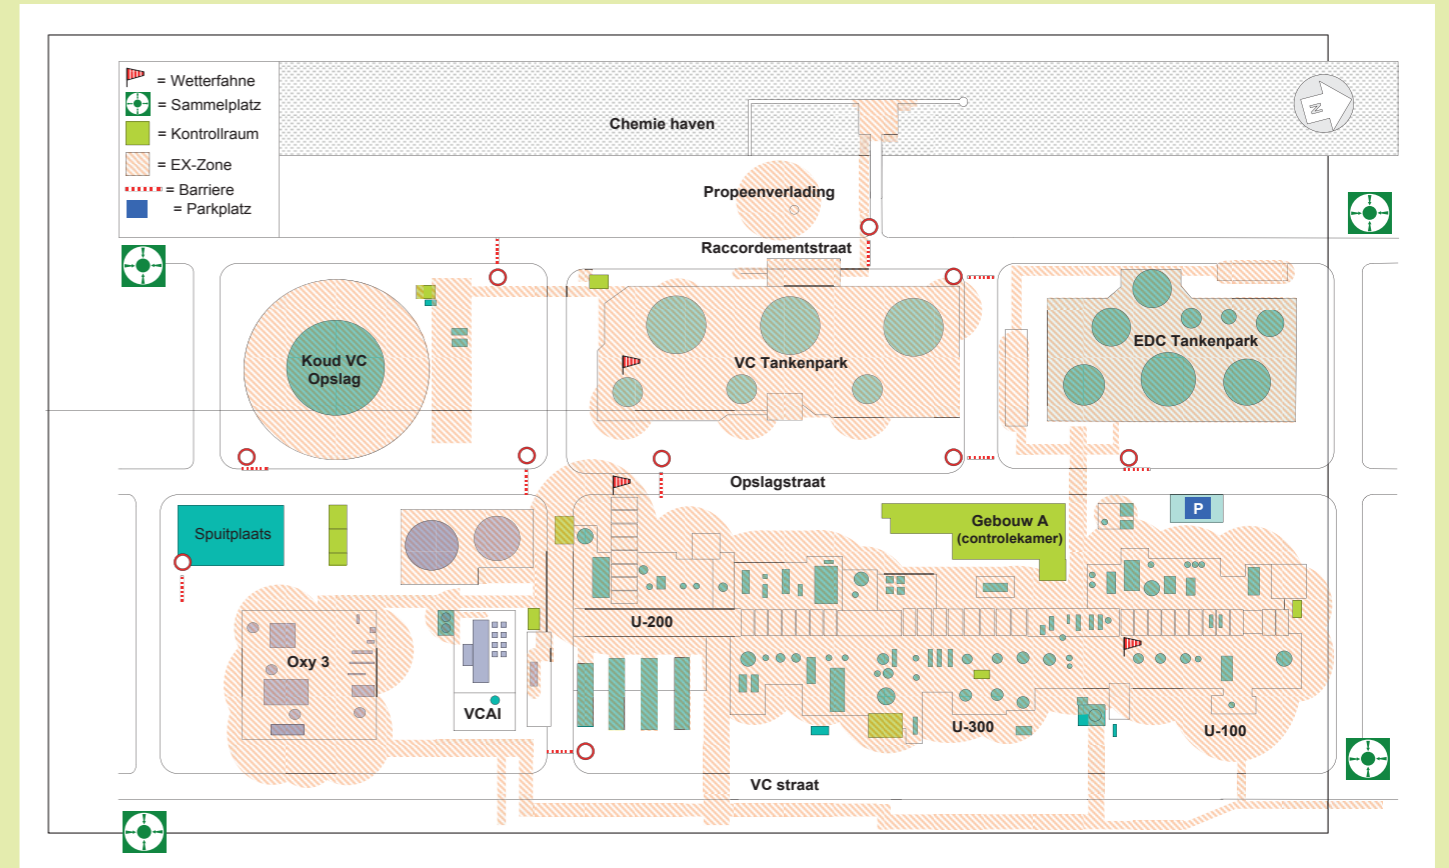 = Wetterfahne
= Sammelplatz
= Kontrollraum
= EX-Zone
= Barriere
= Parkplatz
N
Chemie haven
Propeenverlading
Raccordementstraat
Koud VC
Opslag
VC Tankenpark
EDC Tankenpark
Opslagstraat
Spuitplaats
Gebouw A
(controlekamer)
P
U-200
Oxy 3
VCAI
U-300
U-100
VC straat